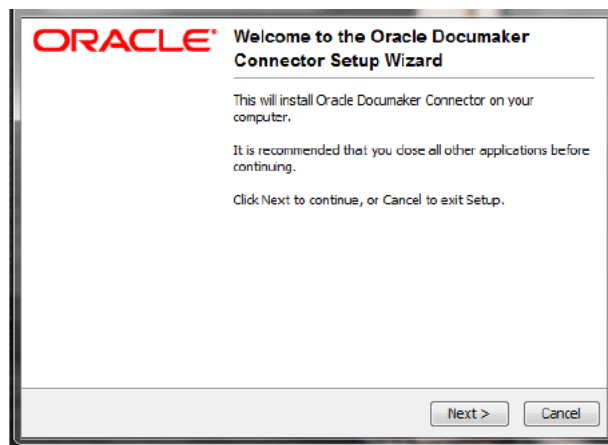 ORACLE®
Welcome to the Oracle Documaker
Connector Setup Wizard
This will install Oracle Documaker Connector on your
computer.
It is recommended that you close all other applications before
continuing.
Click Next to continue, or Cancel to exit Setup.
Next >
Cancel